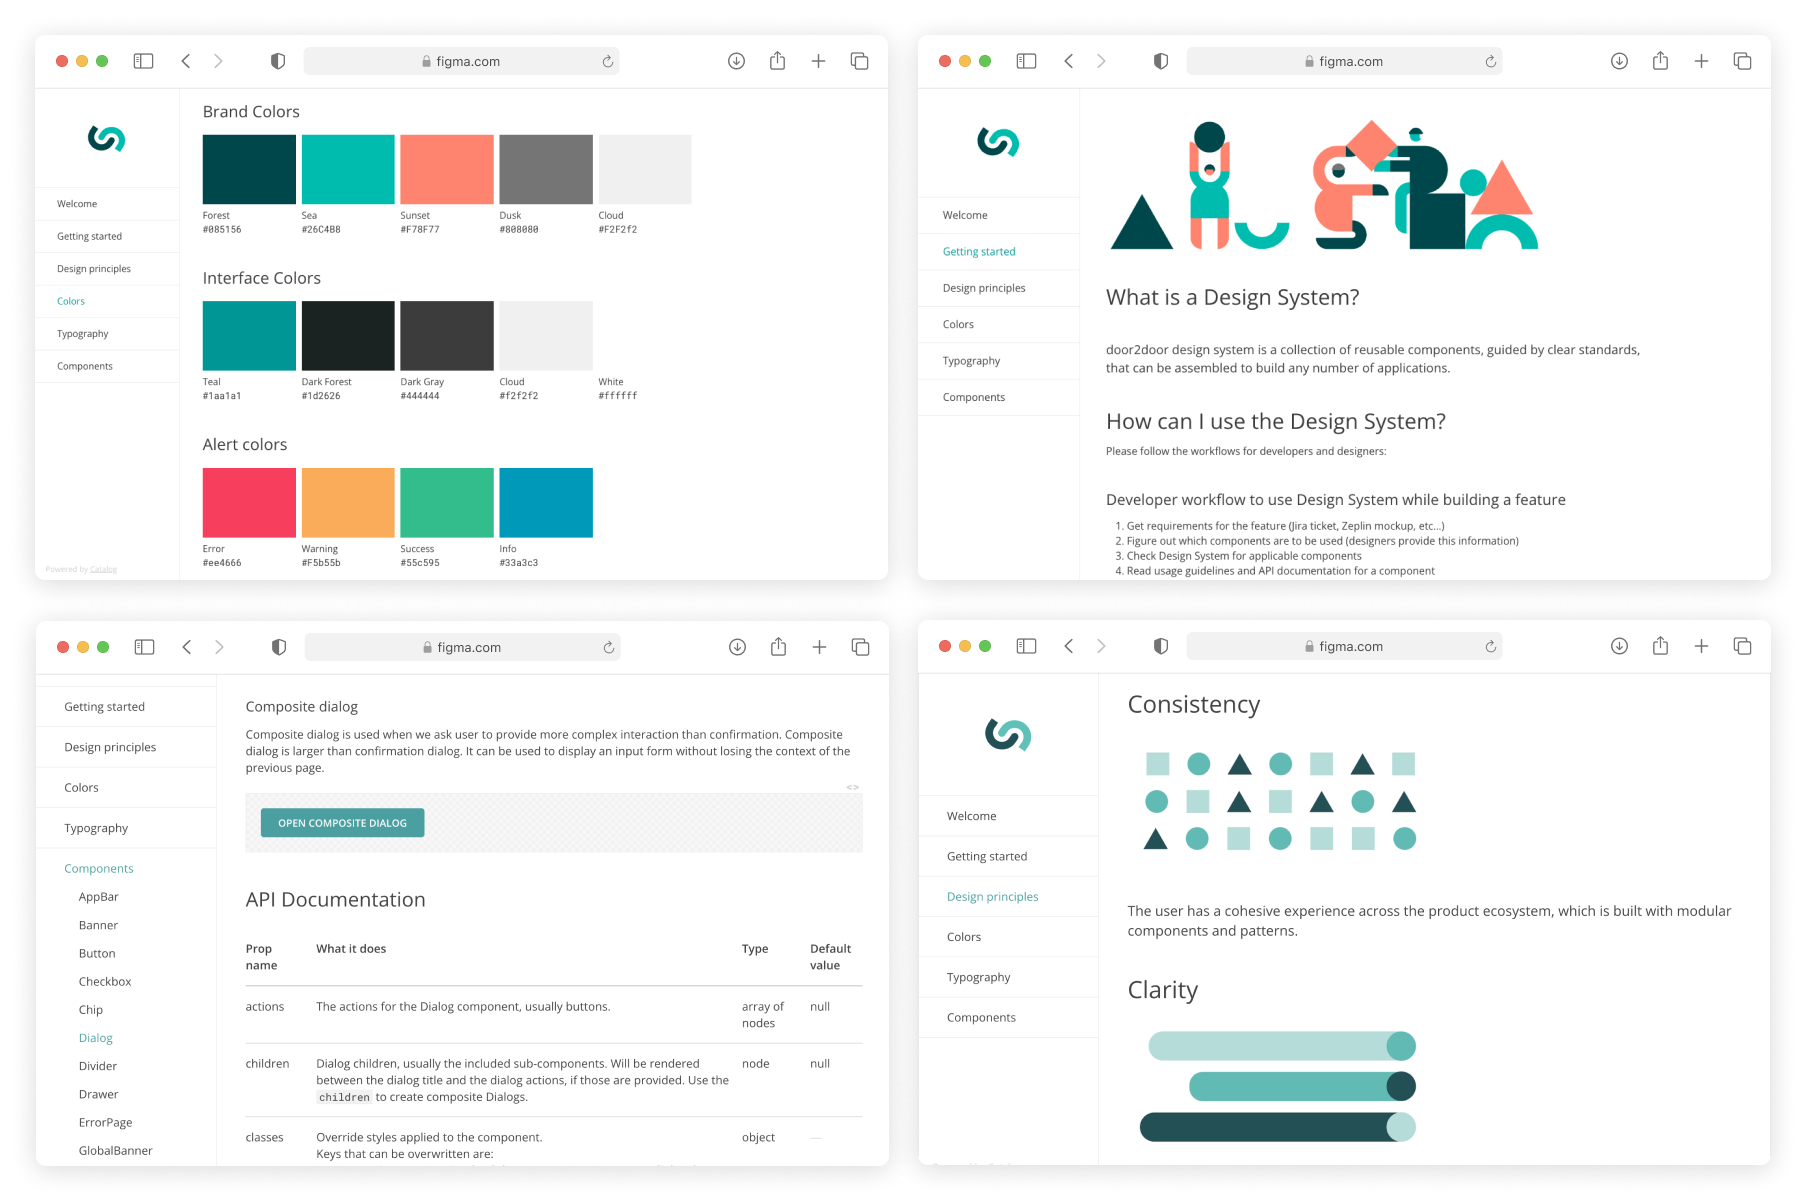 figma.com
Welcome
Getting started
Design principles
Colors
Typography
Components
Powered by Catalog
Brand Colors
Forest
#085156
Sea
#26C4B8
Sunset
#F78F77
Dusk
#808080
Cloud
#F2F2f2
Interface Colors
Teal
#1aa1a1
Dark Forest
#1d2626
Dark Gray
#444444
Cloud
#f2f2f2
White
#ffffff
Alert colors
Error
#ee4666
Warning
#F5b55b
Success
#55c595
Info
#33a3c3
figma.com
Welcome
Getting started
Design principles
Colors
Typography
Components
What is a Design System?
door2door design system is a collection of reusable components, guided by clear standards,
that can be assembled to build any number of applications.
How can I use the Design System?
Please follow the workflows for developers and designers:
Developer workflow to use Design System while building a feature
1. Get requirements for the feature (Jira ticket, Zeplin mockup, etc...)
2. Figure out which components are to be used (designers provide this information)
3. Check Design System for applicable components
4. Read usage guidelines and API documentation for a component
figma.com
Getting started
Design principles
Colors
Typography
Components
AppBar
Banner
Button
Checkbox
Chip
Dialog
Divider
Drawer
ErrorPage
GlobalBanner
Composite dialog
Composite dialog is used when we ask user to provide more complex interaction than confirmation. Composite
dialog is larger than confirmation dialog. It can be used to display an input form without losing the context of the
previous page.
<>
OPEN COMPOSITE DIALOG
API Documentation
Prop name
What it does
Type
Default value
actions
The actions for the Dialog component, usually buttons.
array of nodes
null
children
Dialog children, usually the included sub-components. Will be rendered
between the dialog title and the dialog actions, if those are provided. Use the
children to create composite Dialogs.
node
null
classes
Override styles applied to the component.
Keys that can be overwritten are:
object
—
figma.com
Welcome
Getting started
Design principles
Colors
Typography
Components
Consistency
The user has a cohesive experience across the product ecosystem, which is built with modular
components and patterns.
Clarity